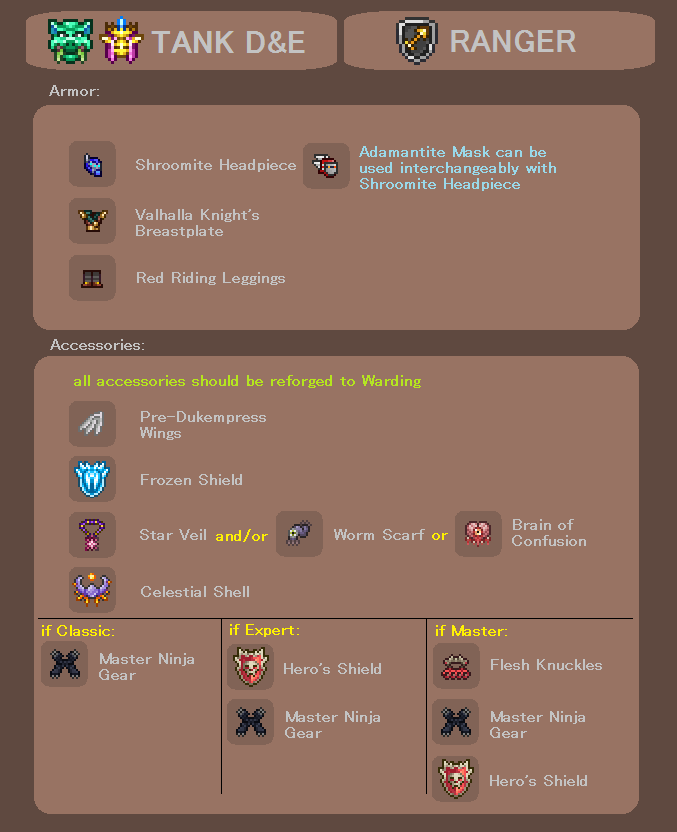 TANK D&E
RANGER
Armor:
Shroomite Headpiece
Adamantite Mask can be
used interchangeably with
Shroomite Headpiece
Valhalla Knight's
Breastplate
Red Riding Leggings
Accessories:
all accessories should be reforged to Warding
Pre-Dukempress
Wings
Frozen Shield
Star Veil and/or
Worm Scarf or
Brain of
Confusion
Celestial Shell
if Classic:
Master Ninja
Gear
if Expert:
Hero's Shield
Master Ninja
Gear
if Master:
Flesh Knuckles
Master Ninja
Gear
Hero's Shield